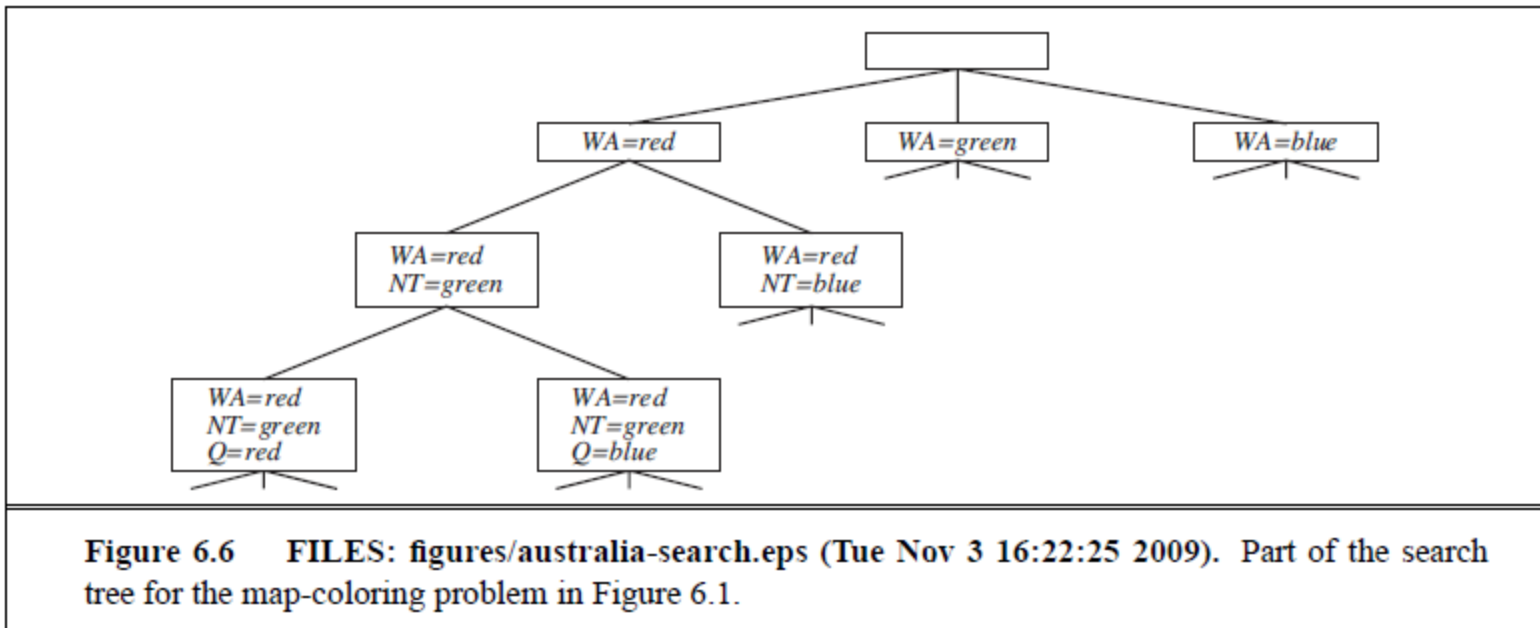 WA=red
WA=green
WA=blue
WA=red
NT=green
WA=red
NT=blue
WA=red
NT=green
Q=red
WA=red
NT=green
Q=blue
Figure 6.6 FILES: figures/australia-search.eps (Tue Nov 3 16:22:25 2009). Part of the search
tree for the map-coloring problem in Figure 6.1.